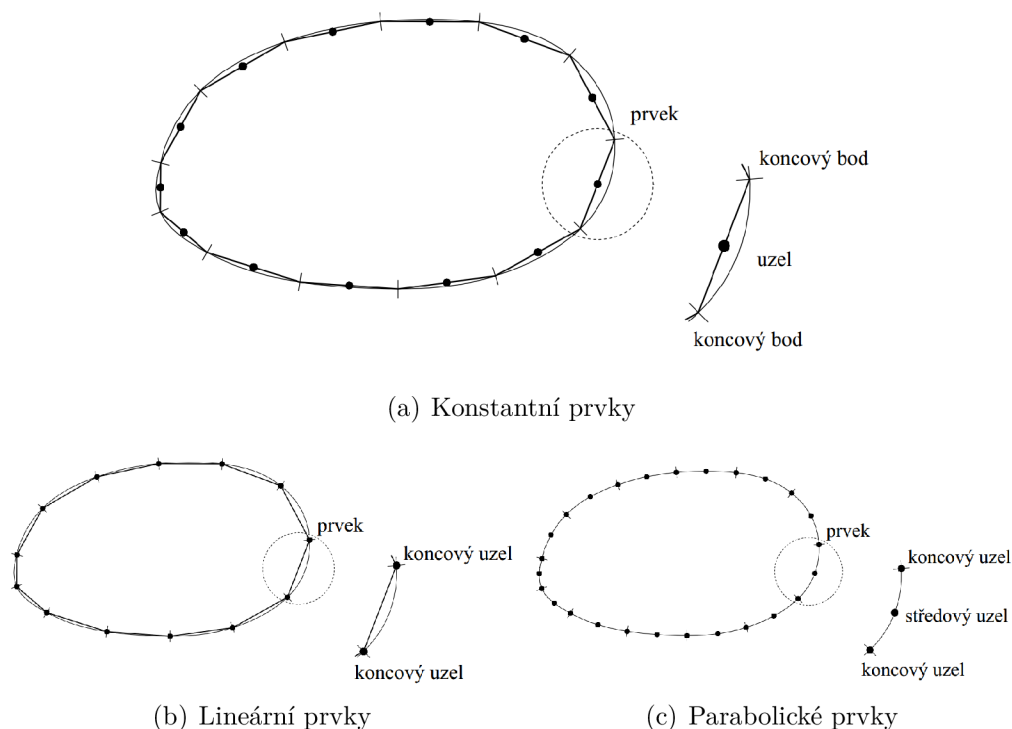 prvek
koncový bod
uzel
koncový bod
(a) Konstantní prvky
prvek
koncový uzel
koncový uzel
(b) Lineární prvky
prvek
koncový uzel
středový uzel
koncový uzel
(c) Parabolické prvky